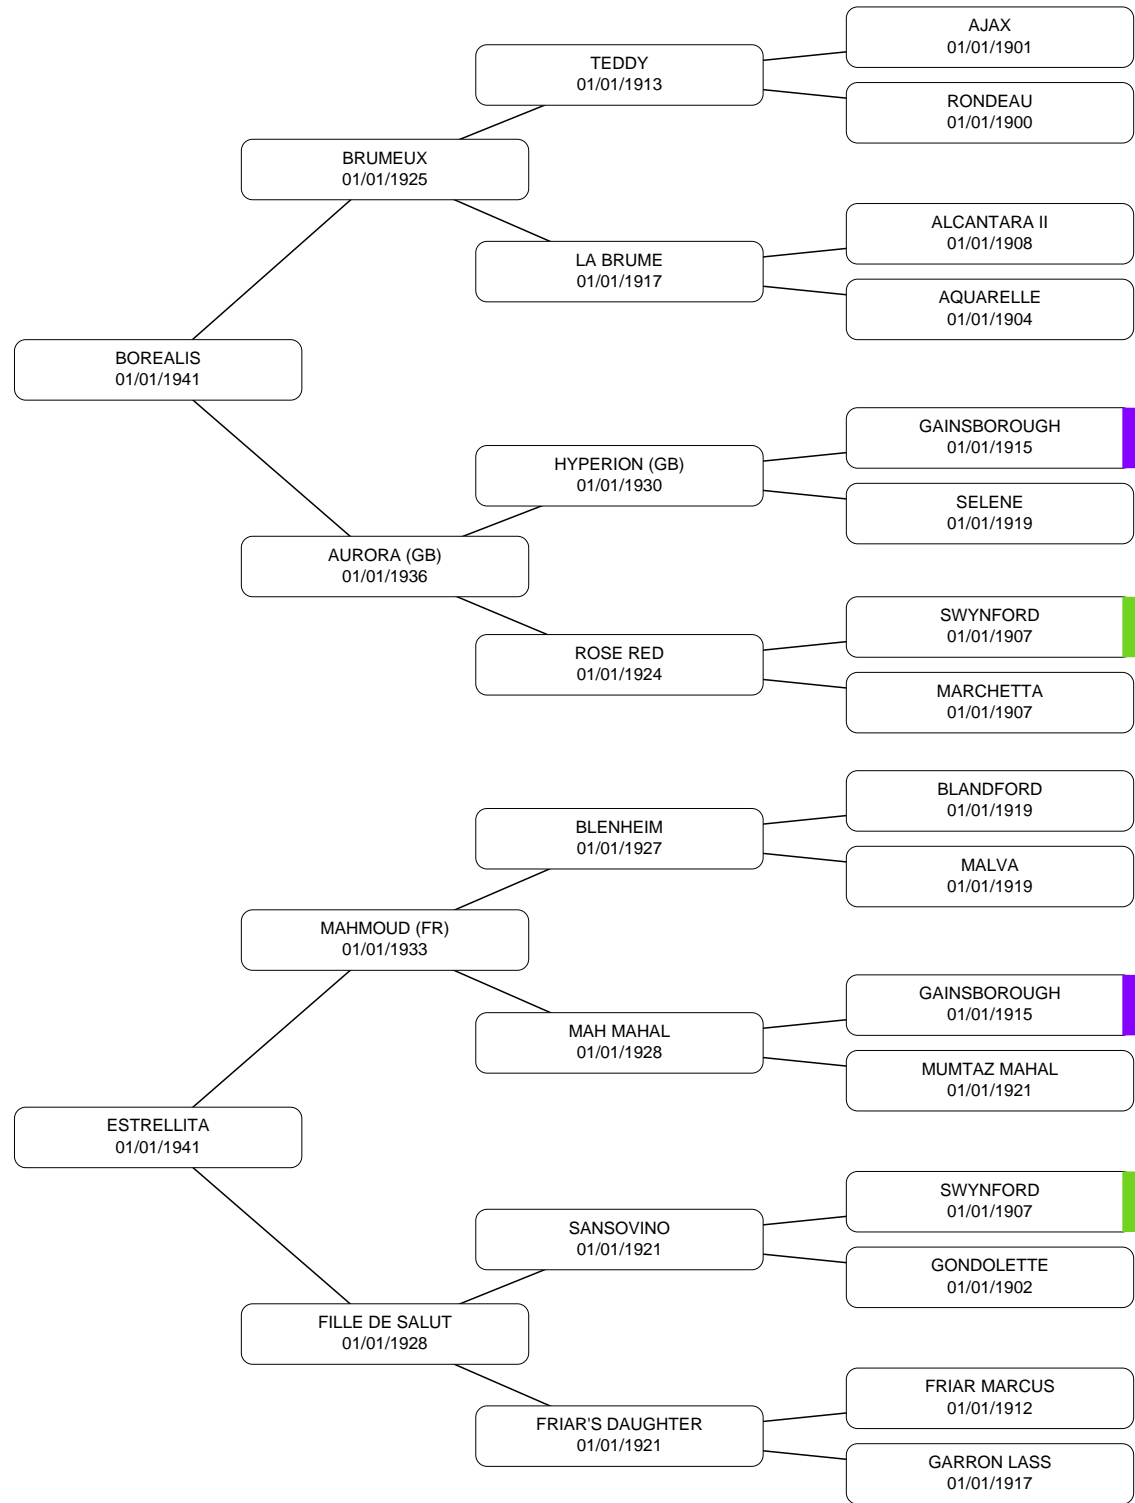 AJAX
01/01/1901
TEDDY
01/01/1913
RONDEAU
01/01/1900
BRUMEUX
01/01/1925
ALCANTARA II
01/01/1908
LA BRUME
01/01/1917
AQUARELLE
01/01/1904
BOREALIS
01/01/1941
GAINSBOROUGH
01/01/1915
HYPERION (GB)
01/01/1930
SELENE
01/01/1919
AURORA (GB)
01/01/1936
SWYNFORD
01/01/1907
ROSE RED
01/01/1924
MARCHETTA
01/01/1907
BLANDFORD
01/01/1919
BLENHEIM
01/01/1927
MALVA
01/01/1919
MAHMOUD (FR)
01/01/1933
GAINSBOROUGH
01/01/1915
MAH MAHAL
01/01/1928
MUMTAZ MAHAL
01/01/1921
ESTRELLITA
01/01/1941
SWYNFORD
01/01/1907
SANSOVINO
01/01/1921
GONDOLETTE
01/01/1902
FILLE DE SALUT
01/01/1928
FRIAR MARCUS
01/01/1912
FRIAR'S DAUGHTER
01/01/1921
GARRON LASS
01/01/1917